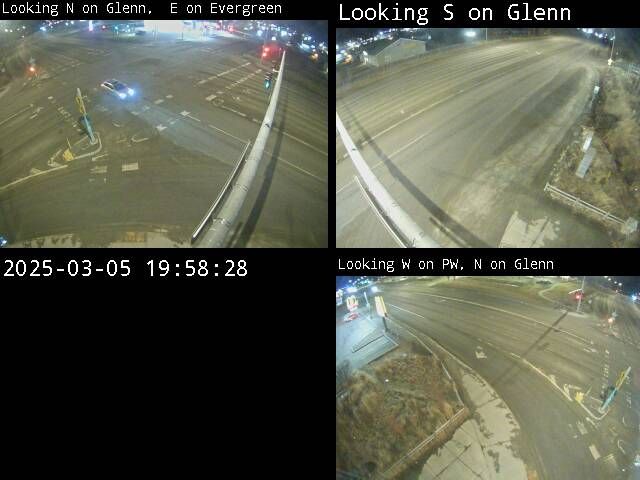 Looking N on Glenn,  E on Evergreen
Looking S on Glenn
2025-03-05 19:58:28
Looking W on PW, N on Glenn